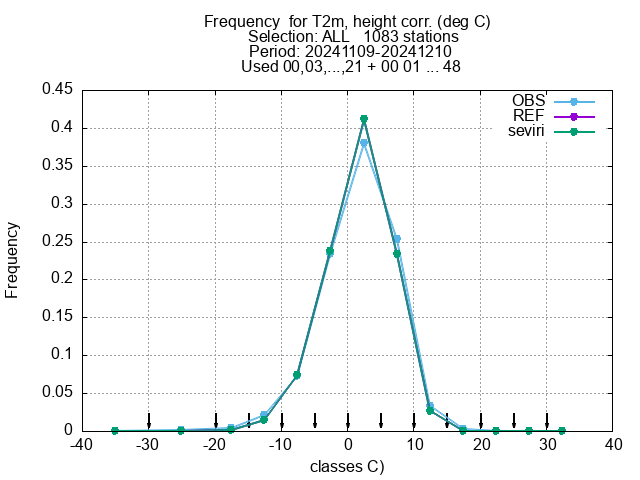 Frequency  for T2m, height corr. (deg C)
Selection: ALL   1083 stations
Period: 20241109-20241210
Used 00,03,...,21 + 00 01 ... 48
OBS
REF
seviri
0.45
0.4
0.35
0.3
0.25
0.2
0.15
0.1
0.05
0
Frequency
-40 -30 -20 -10 0 10 20 30 40
classes C)